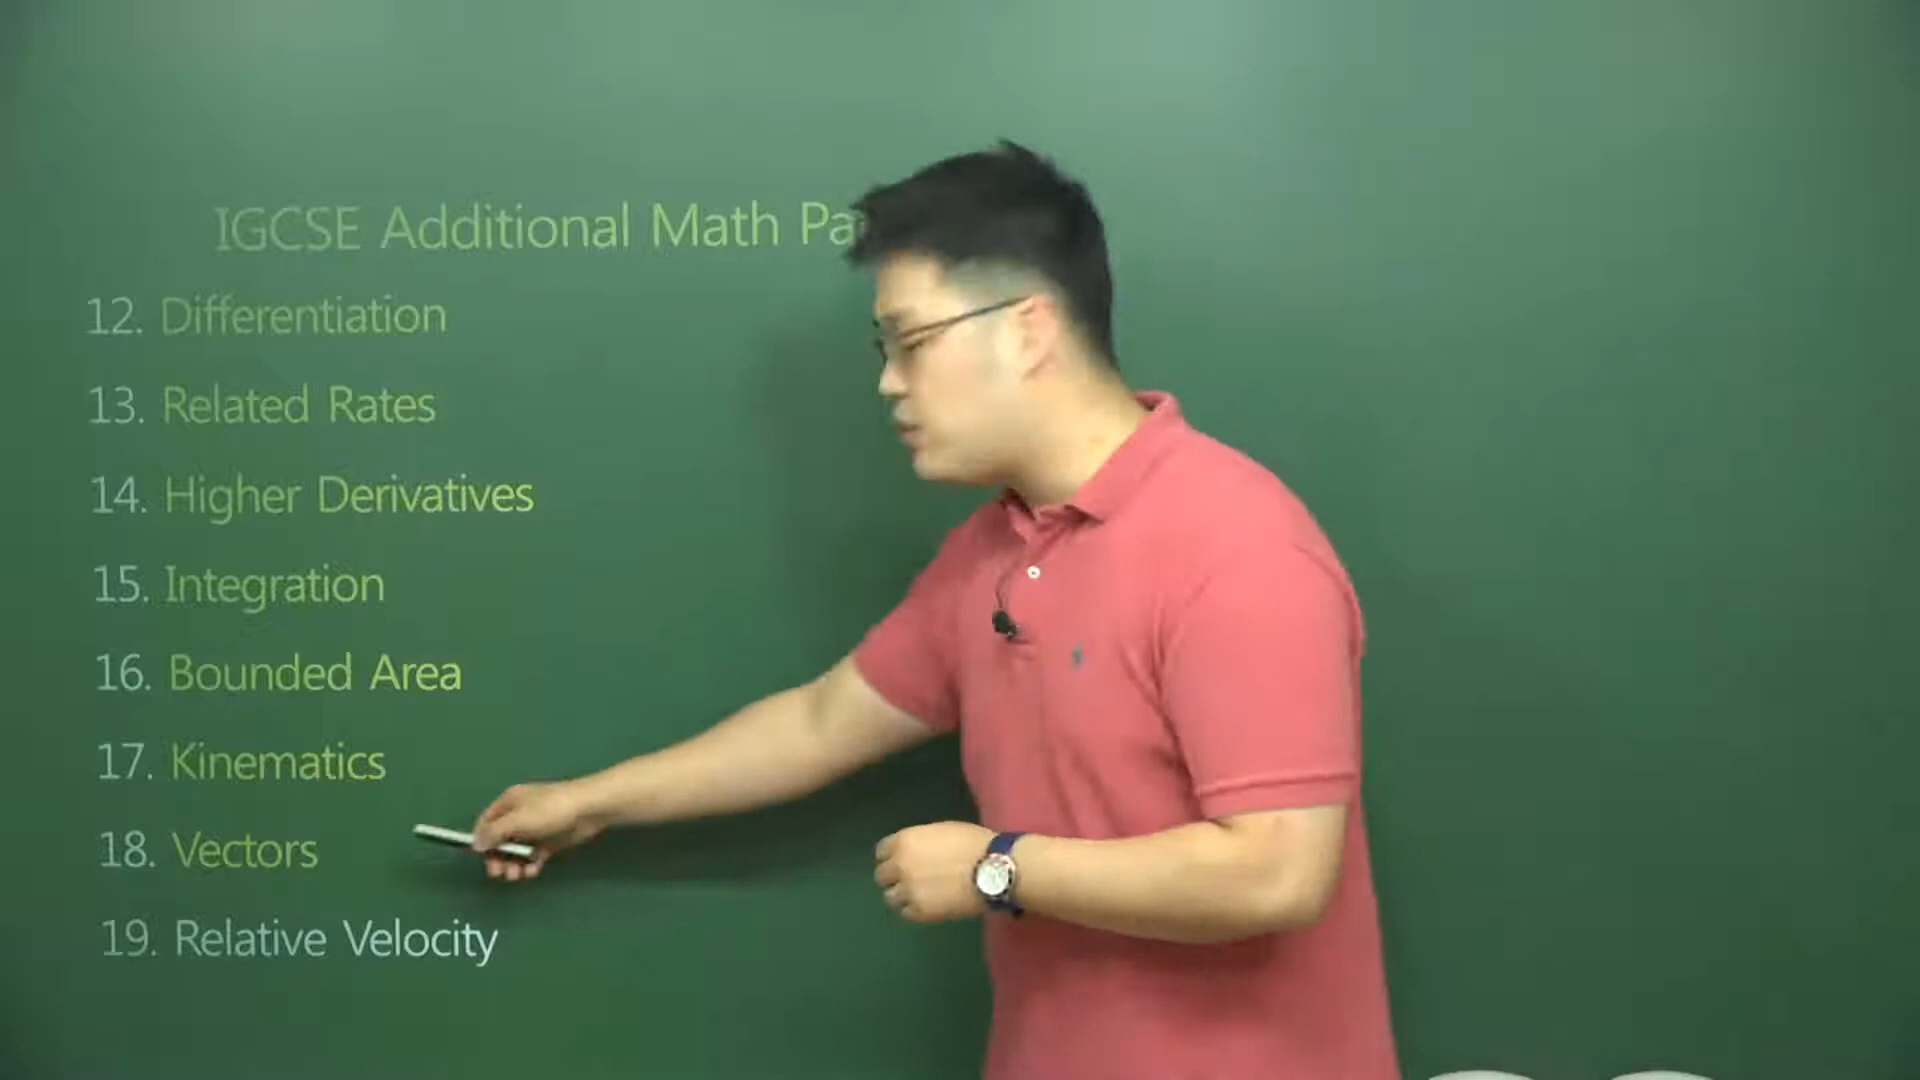 IGCSE Additional Math Pa
12. Differentiation
13. Related Rates
14. Higher Derivatives
15. Integration
16. Bounded Area
17. Kinematics
18. Vectors
19. Relative Velocity